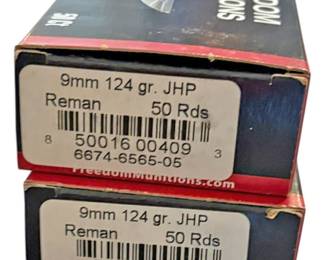 9mm 124 gr. JHP
Reman 50 Rds
8 50016 00409 3
6674-6565-05
FreedomMunitions.com
9mm 124 gr. JHP
Reman 50 Rds